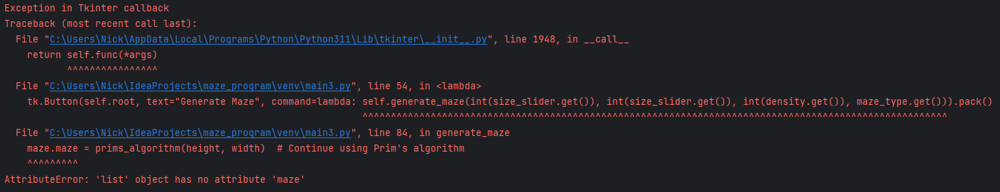 Exception in Tkinter callback
Traceback (most recent call last):
  File "C:\Users\Nick\AppData\Local\Programs\Python\Python311\Lib\tkinter\__init__.py", line 1948, in __call__
    return self.func(*args)
           ^^^^^^^^^^^^^^^^
  File "C:\Users\Nick\IdeaProjects\maze_program\venv\main3.py", line 54, in <lambda>
    tk.Button(self.root, text="Generate Maze", command=lambda: self.generate_maze(int(size_slider.get()), int(size_slider.get()), int(density.get()), maze_type.get())).pack()
                                                               ^^^^^^^^^^^^^^^^^^^^^^^^^^^^^^^^^^^^^^^^^^^^^^^^^^^^^^^^^^^^^^^^^^^^^^^^^^^^^^^^^^^^^^^^^^^^^^^^^^^^^^^
  File "C:\Users\Nick\IdeaProjects\maze_program\venv\main3.py", line 84, in generate_maze
    maze.maze = prims_algorithm(height, width)  # Continue using Prim's algorithm
    ^^^^^^^^^
AttributeError: 'list' object has no attribute 'maze'